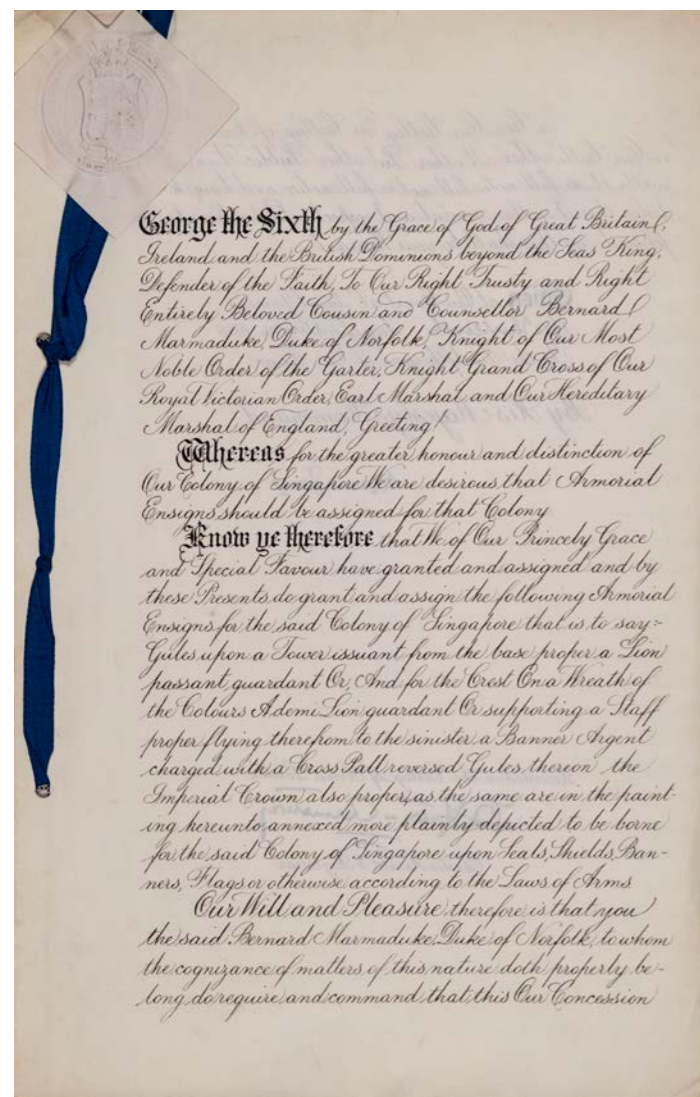 George the Sixth by the Grace of God of Great Britain,
Ireland and the British Dominions beyond the Seas King,
Defender of the Faith, To Our Right Trusty and Right
Entirely Beloved Cousin and Counsellor Bernard
Marmaduke, Duke of Norfolk, Knight of Our Most
Noble Order of the Garter, Knight Grand Cross of Our
Royal Victorian Order, Earl Marshal and Our Hereditary
Marshal of England, Greeting!
Whereas for the greater honour and distinction of
Our Colony of Singapore We are desirous that Armorial
Ensigns should be assigned for that Colony
Know ye therefore that We of Our Princely Grace
and Special Favour have granted and assigned and by
these Presents do grant and assign the following Armorial
Ensigns for the said Colony of Singapore that is to say:-
Gules upon a Tower issuant from the base proper a Lion
passant guardant Or, And for the Crest On a Wreath of
the Colours A demi Lion guardant Or supporting a Staff
proper flying therefrom to the sinister a Banner Argent
charged with a Cross Pall reversed Gules thereon the
Imperial Crown also proper, as the same are in the paint-
ing hereunto annexed more plainly depicted to be borne
for the said Colony of Singapore upon Seals, Shields, Ban-
ners, Flags or otherwise according to the Laws of Arms
Our Will and Pleasure therefore is that you
the said Bernard Marmaduke, Duke of Norfolk, to whom
the cognizance of matters of this nature doth properly be-
long do require and command that this Our Concession